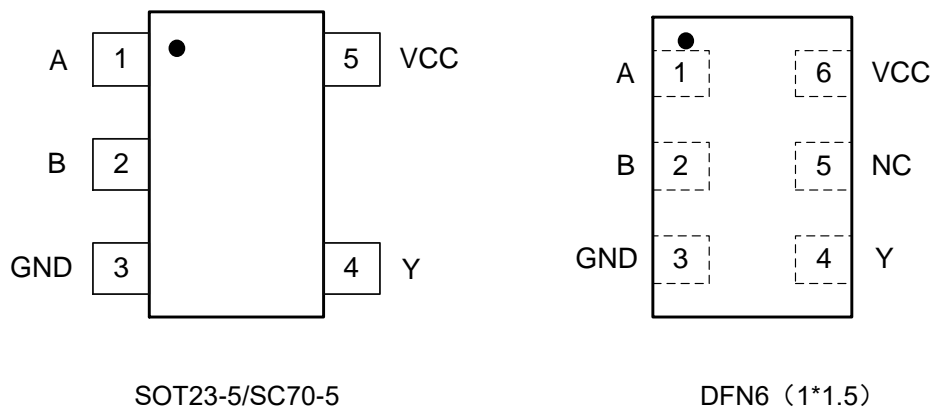 A 1 5 VCC
B 2
GND 3 4 Y
SOT23-5/SC70-5
A 1 6 VCC
B 2 5 NC
GND 3 4 Y
DFN6（1*1.5）